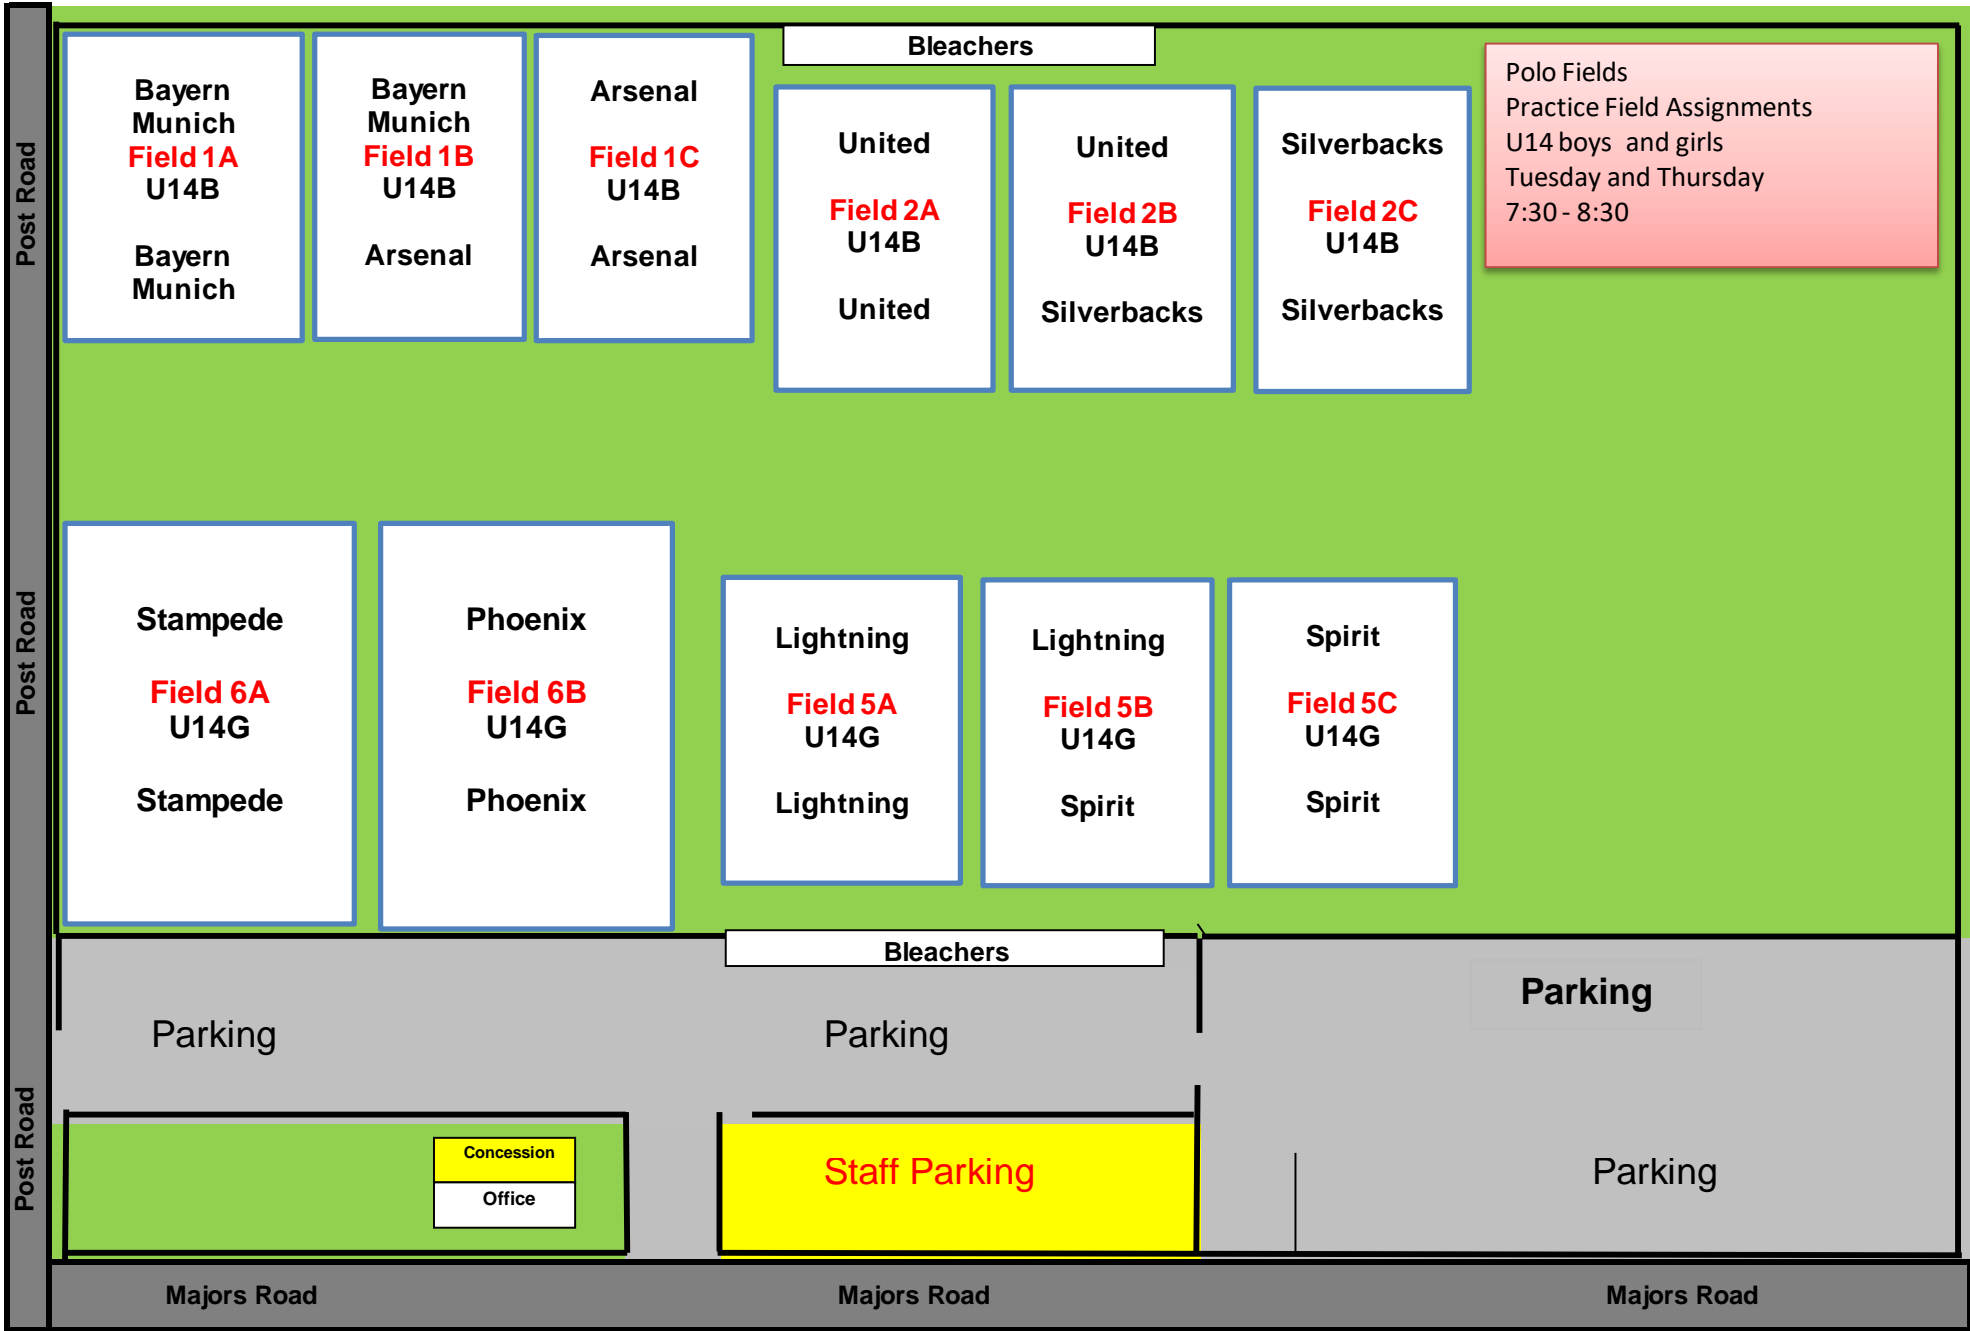 Bleachers
Polo Fields
Practice Field Assignments
U14 boys  and girls
Tuesday and Thursday
7:30 - 8:30
Post Road
Bayern
Munich
Field 1A
U14B
Bayern
Munich
Bayern
Munich
Field 1B
U14B
Arsenal
Arsenal
Field 1C
U14B
Arsenal
United
Field 2A
U14B
United
United
Field 2B
U14B
Silverbacks
Silverbacks
Field 2C
U14B
Silverbacks
Post Road
Stampede
Field 6A
U14G
Stampede
Phoenix
Field 6B
U14G
Phoenix
Lightning
Field 5A
U14G
Lightning
Lightning
Field 5B
U14G
Spirit
Spirit
Field 5C
U14G
Spirit
Bleachers
Parking
Parking
Parking
Post Road
Concession
Office
Staff Parking
Parking
Majors Road
Majors Road
Majors Road